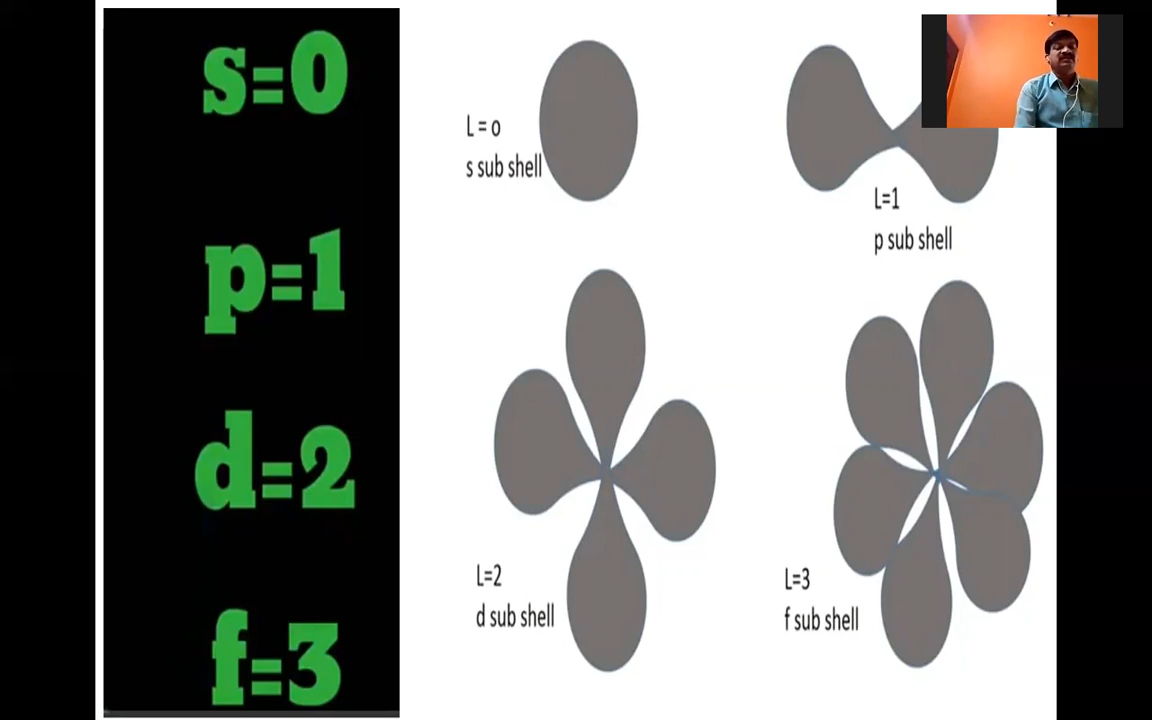 s=0
p=1
d=2
f=3
L = o
s sub shell
L=1
p sub shell
L=2
d sub shell
L=3
f sub shell